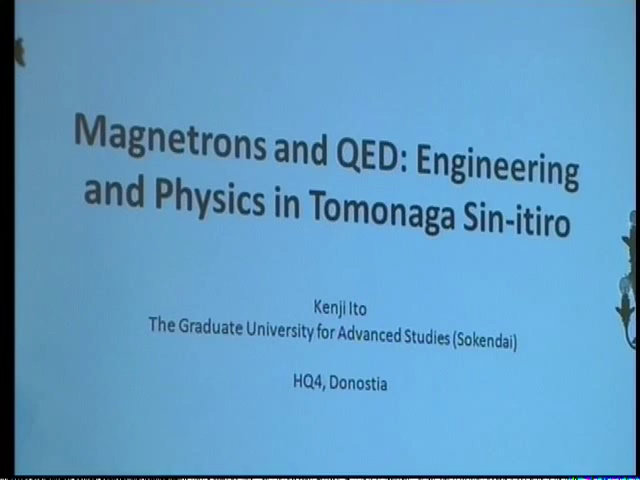 Magnetrons and QED: Engineering
and Physics in Tomonaga Sin-itiro
Kenji Ito
The Graduate University for Advanced Studies (Sokendai)
HQ4, Donostia